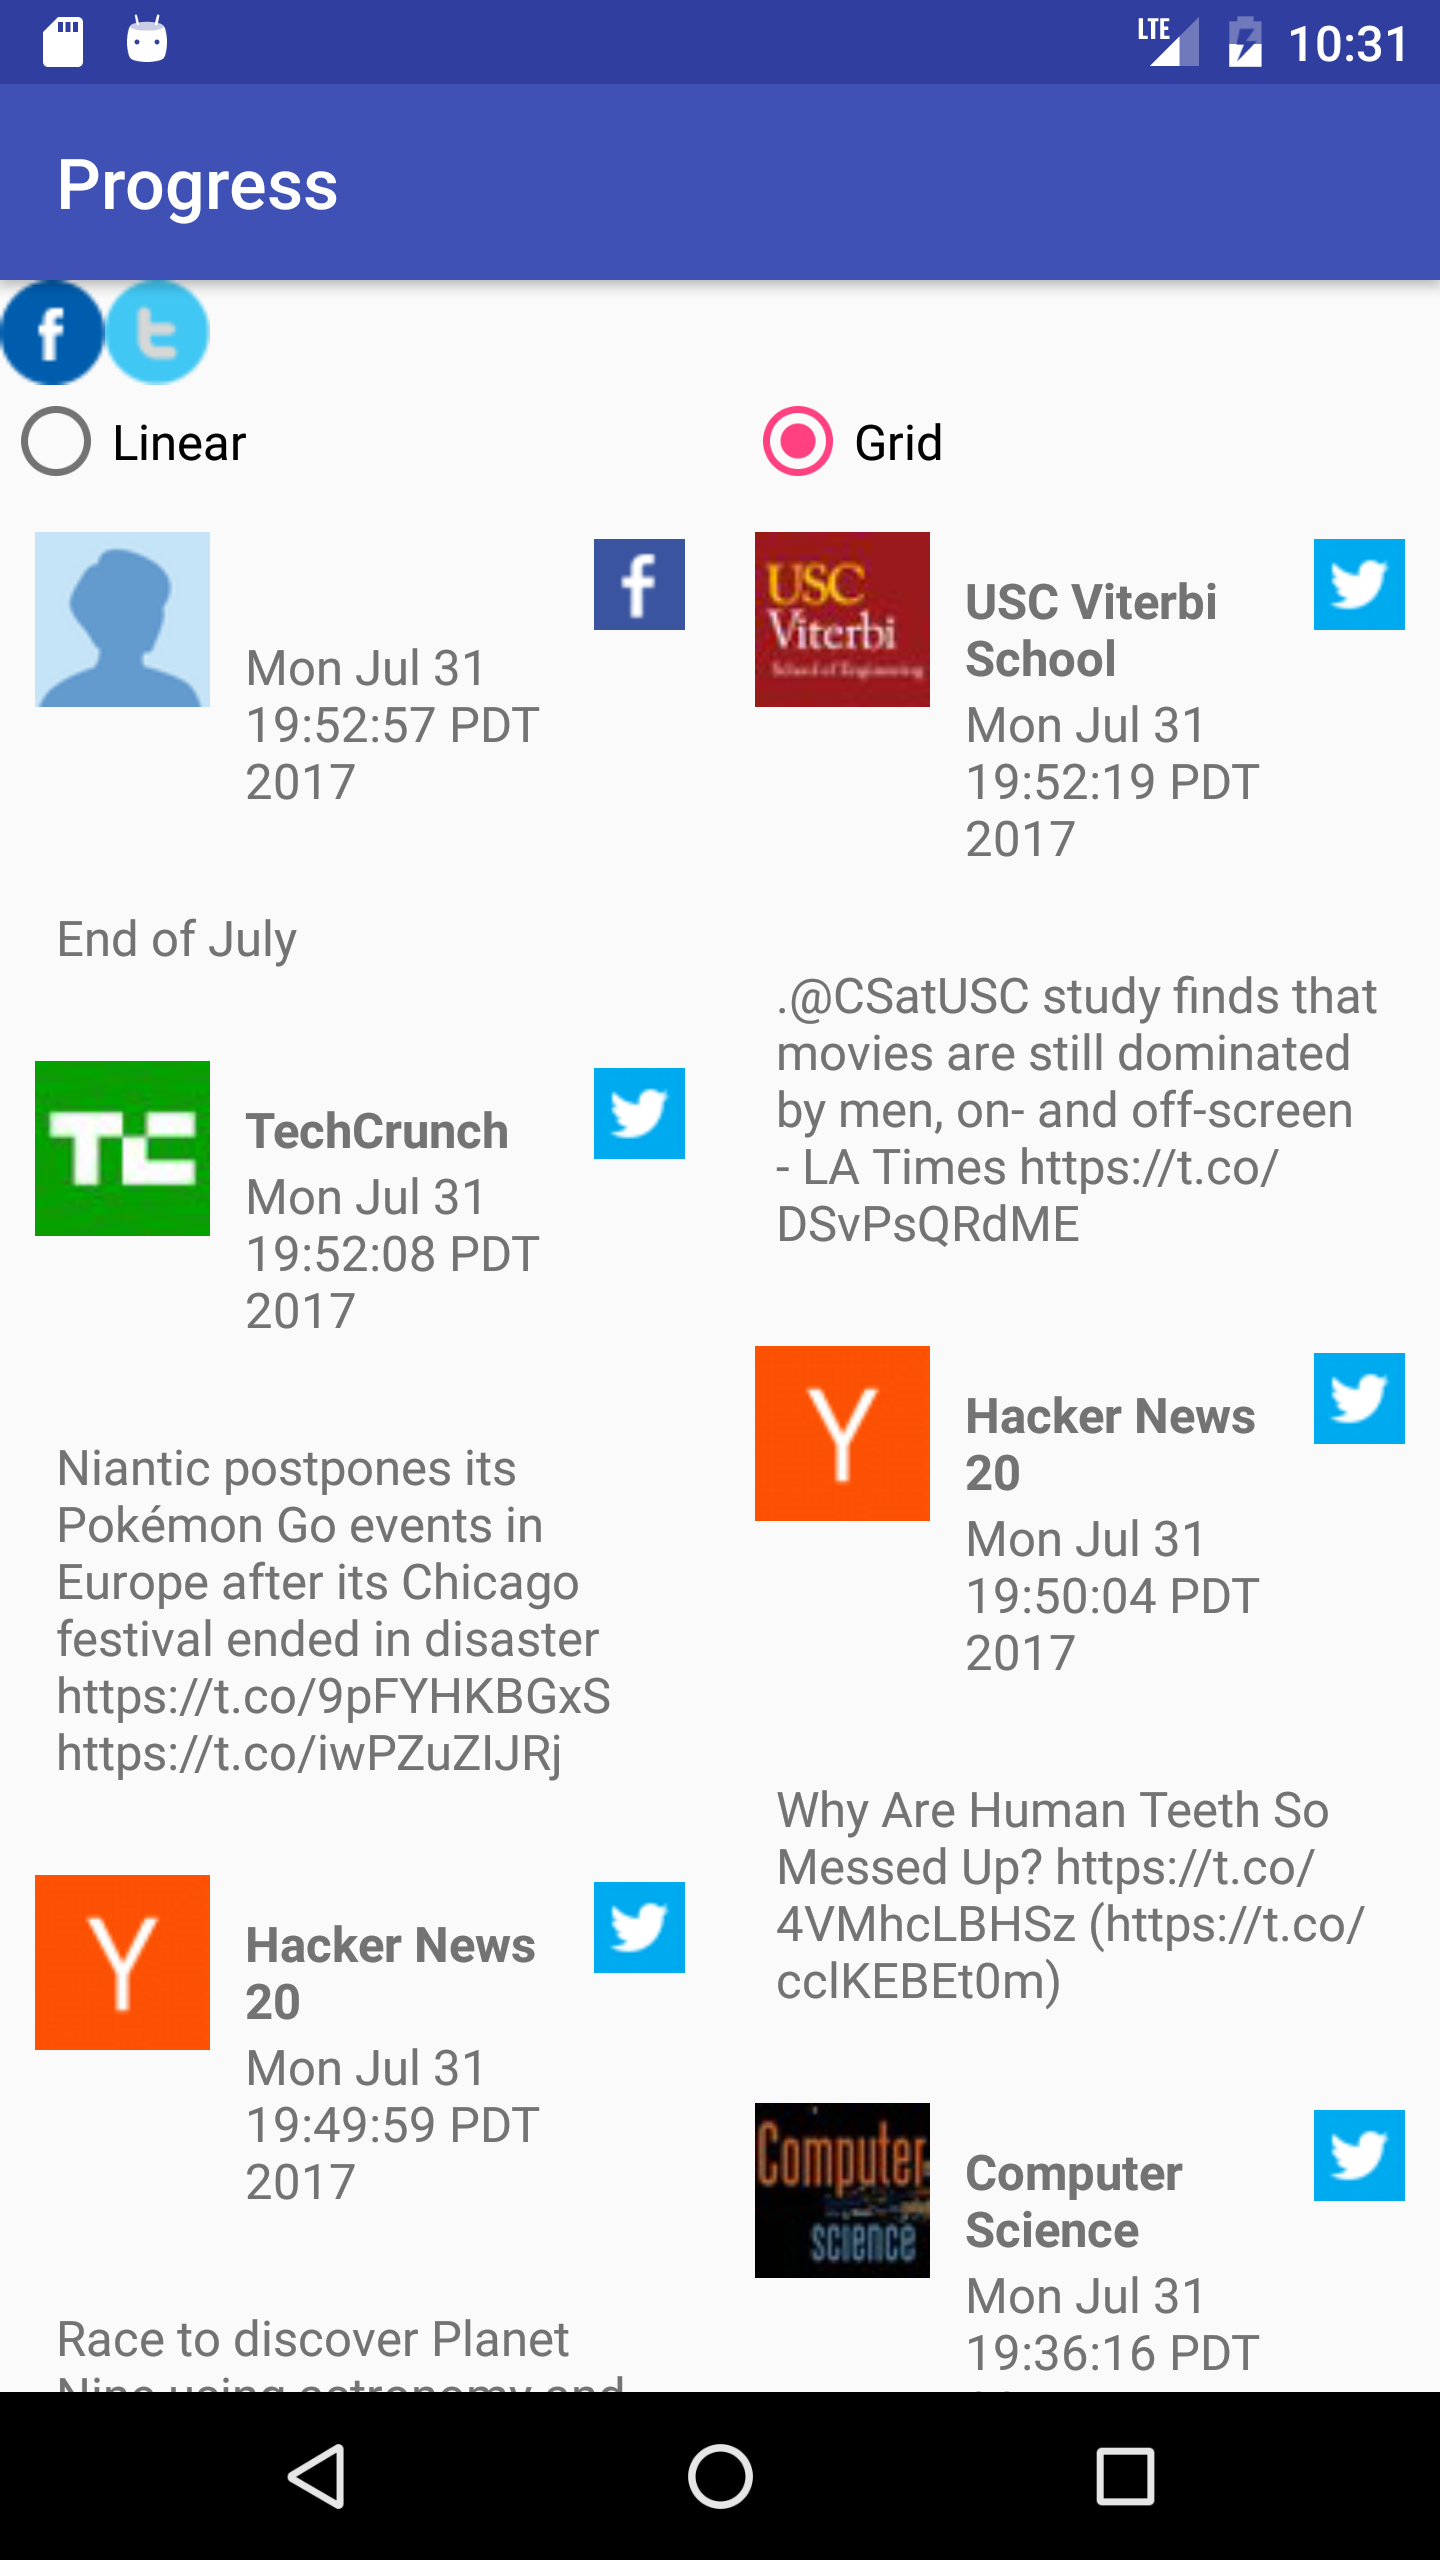 LTE 10:31
Progress
f t
Linear
Grid
f
Mon Jul 31
19:52:57 PDT
2017
End of July
USC
Viterbi
School of Engineering
USC Viterbi
School
Mon Jul 31
19:52:19 PDT
2017
.@CSatUSC study finds that
movies are still dominated
by men, on- and off-screen
- LA Times https://t.co/
DSvPsQRdME
TC
TechCrunch
Mon Jul 31
19:52:08 PDT
2017
Niantic postpones its
Pokémon Go events in
Europe after its Chicago
festival ended in disaster
https://t.co/9pFYHKBGxS
https://t.co/iwPZuZIJRj
Y
Hacker News
20
Mon Jul 31
19:50:04 PDT
2017
Why Are Human Teeth So
Messed Up? https://t.co/
4VMhcLBHSz (https://t.co/
cclKEBEt0m)
Y
Hacker News
20
Mon Jul 31
19:49:59 PDT
2017
Race to discover Planet
Nine using astronomy and
Computer
science
Computer
Science
Mon Jul 31
19:36:16 PDT